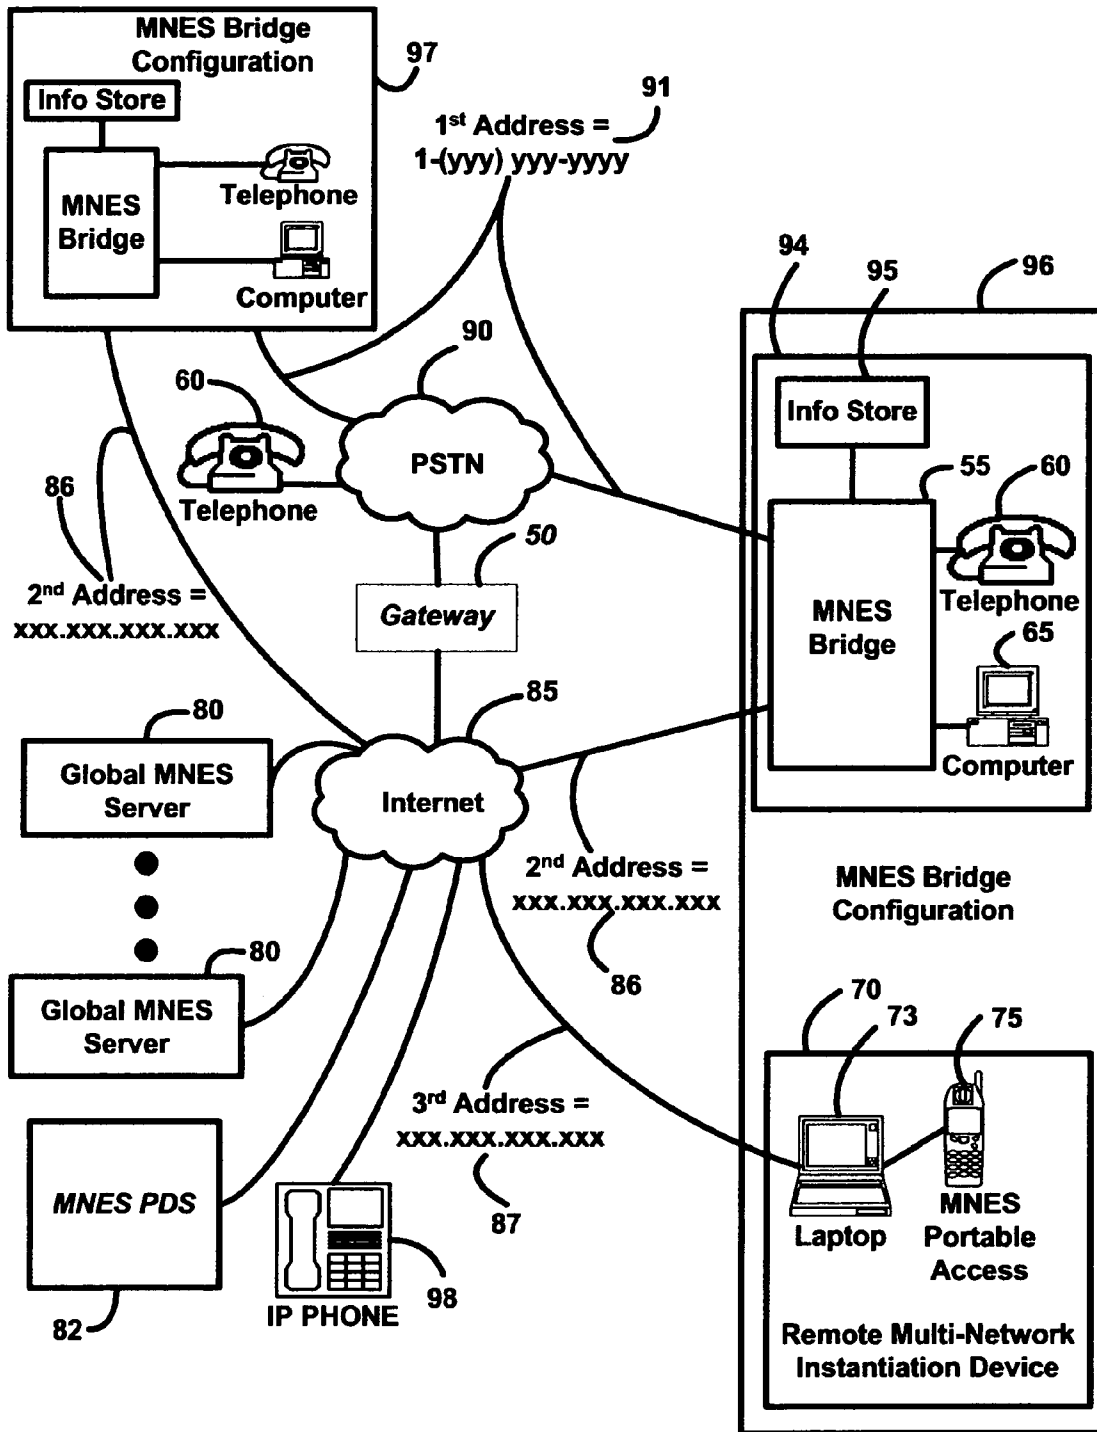 MNES Bridge
Configuration
97
Info Store
MNES
Bridge
Telephone
Computer
91
1st Address =
1-(yyy) yyy-yyyy
90
60
PSTN
Telephone
86
2nd Address =
xxx.xxx.xxx.xxx
50
Gateway
85
Internet
80
Global MNES
Server
80
Global MNES
Server
MNES PDS
82
IP PHONE
98
3rd Address =
xxx.xxx.xxx.xxx
87
2nd Address =
xxx.xxx.xxx.xxx
86
94
95
96
Info Store
55
60
MNES
Bridge
Telephone
65
Computer
MNES Bridge
Configuration
70
73
75
Laptop
MNES
Portable
Access
Remote Multi-Network
Instantiation Device